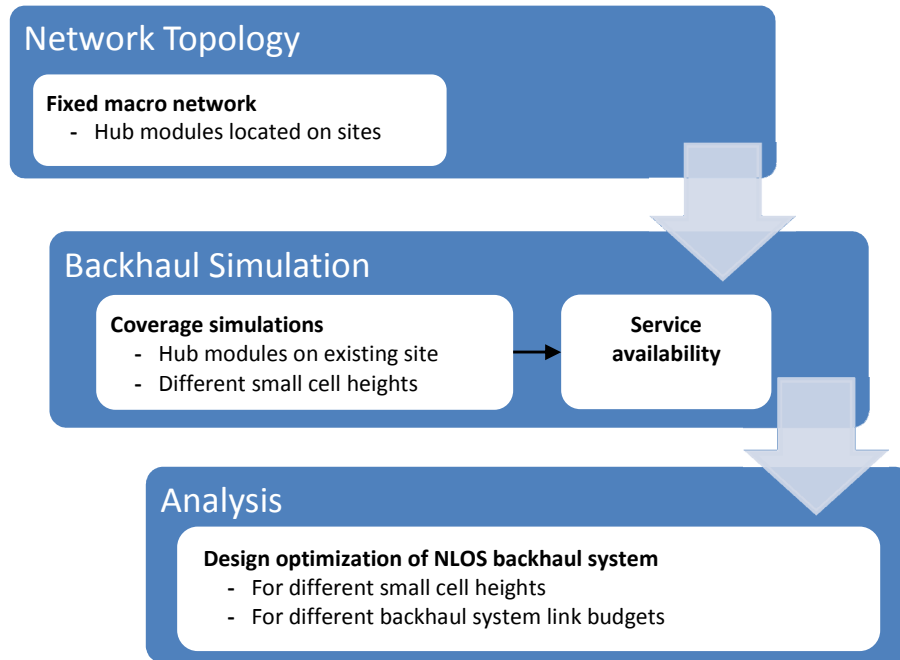 Network Topology
Fixed macro network
- Hub modules located on sites
Backhaul Simulation
Coverage simulations
- Hub modules on existing site
- Different small cell heights
Service
availability
Analysis
Design optimization of NLOS backhaul system
- For different small cell heights
- For different backhaul system link budgets